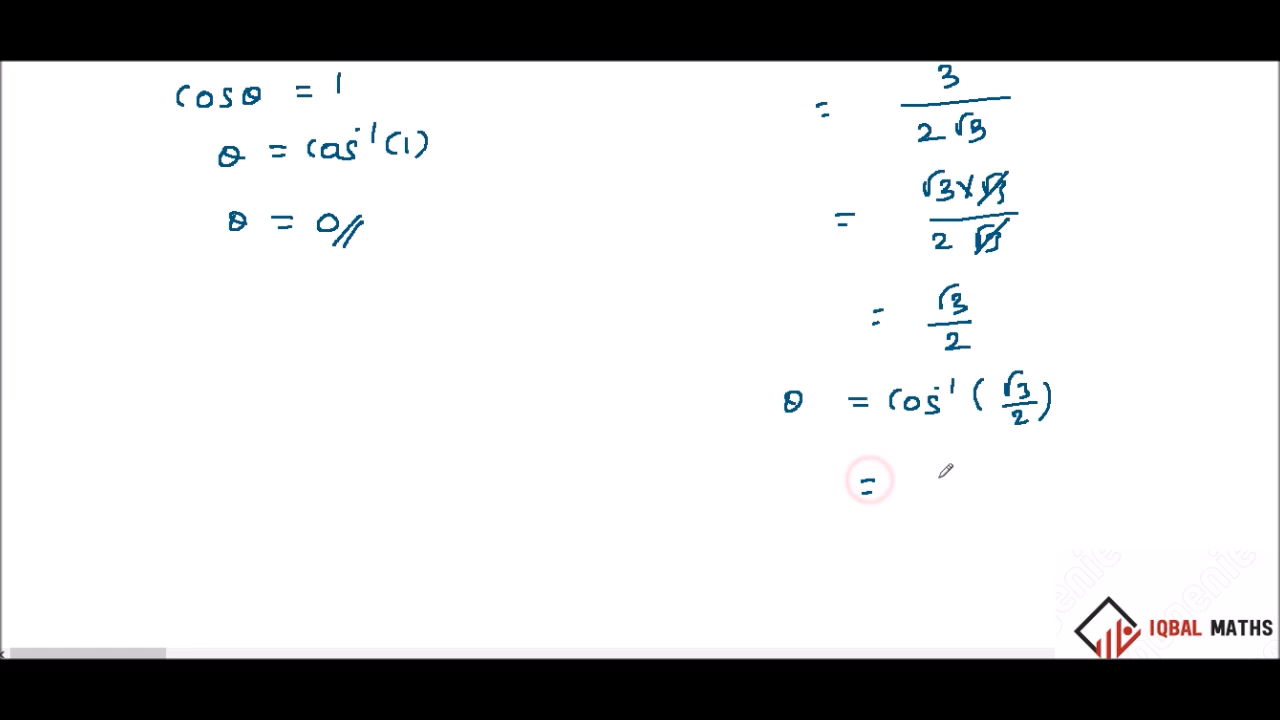 cosθ = 1
θ = cos⁻¹(1)
θ = 0//
= 3/(2√3)
= (√3×√3)/(2√3)
= √3/2
θ = cos⁻¹(√3/2)
=
IQBAL MATHS